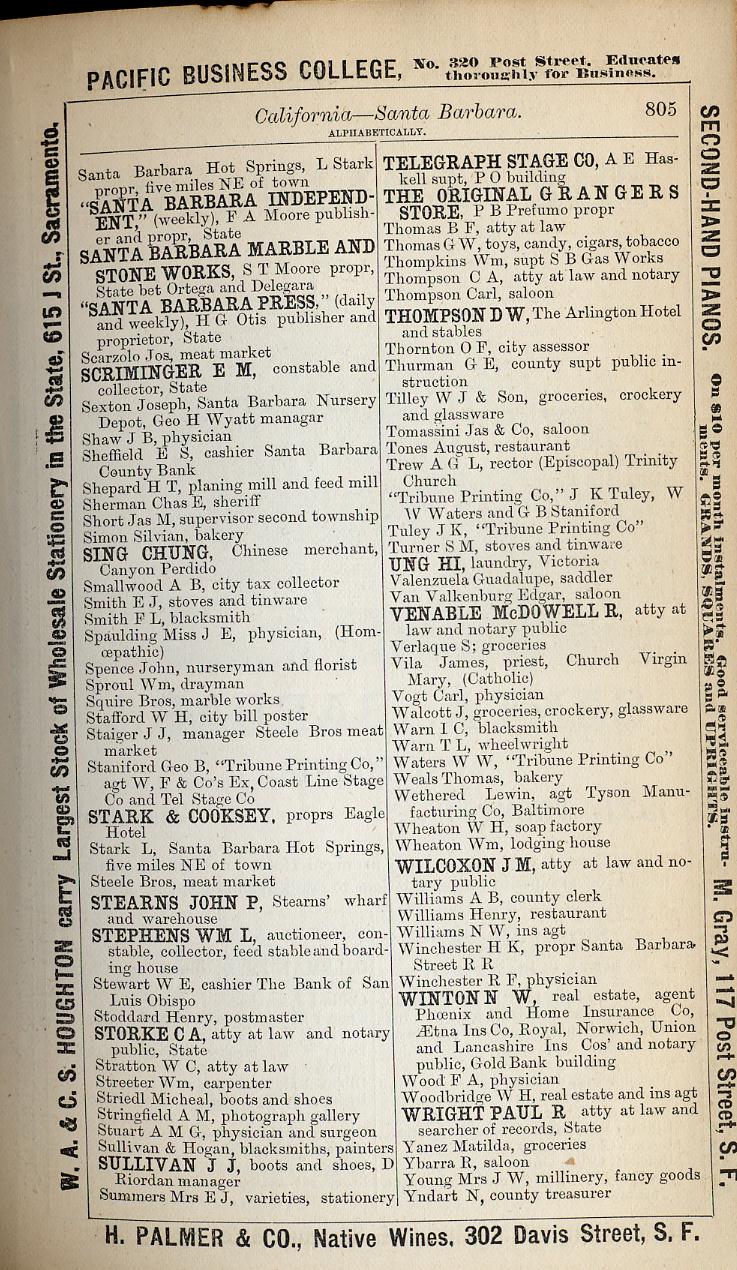 PACIFIC BUSINESS COLLEGE, No. 320 Post Street. Educates
thoroughly for Business.
California—Santa Barbara. 805
ALPHABETICALLY.
Santa Barbara Hot Springs, L Stark
propr, five miles NE of town
"SANTA BARBARA INDEPEND-
ENT," (weekly), F A Moore publish-
er and propr, State
SANTA BARBARA MARBLE AND
STONE WORKS, S T Moore propr,
State bet Ortega and Delegara
"SANTA BARBARA PRESS," (daily
and weekly), H G Otis publisher and
proprietor, State
Scarzolo Jos, meat market
SCRIMINGER E M, constable and
collector, State
Sexton Joseph, Santa Barbara Nursery
Depot, Geo H Wyatt managar
Shaw J B, physician
Sheffield E S, cashier Santa Barbara
County Bank
Shepard H T, planing mill and feed mill
Sherman Chas E, sheriff
Short Jas M, supervisor second township
Simon Silvian, bakery
SING CHUNG, Chinese merchant,
Canyon Perdido
Smallwood A B, city tax collector
Smith E J, stoves and tinware
Smith F L, blacksmith
Spaulding Miss J E, physician, (Hom-
œpathic)
Spence John, nurseryman and florist
Sproul Wm, drayman
Squire Bros, marble works
Stafford W H, city bill poster
Staiger J J, manager Steele Bros meat
market
Staniford Geo B, "Tribune Printing Co,"
agt W, F & Co's Ex, Coast Line Stage
Co and Tel Stage Co
STARK & COOKSEY, proprs Eagle
Hotel
Stark L, Santa Barbara Hot Springs,
five miles NE of town
Steele Bros, meat market
STEARNS JOHN P, Stearns' wharf
and warehouse
STEPHENS WM L, auctioneer, con-
stable, collector, feed stable and board-
ing house
Stewart W E, cashier The Bank of San
Luis Obispo
Stoddard Henry, postmaster
STORKE C A, atty at law and notary
public, State
Stratton W C, atty at law
Streeter Wm, carpenter
Striedl Micheal, boots and shoes
Stringfield A M, photograph gallery
Stuart A M G, physician and surgeon
Sullivan & Hogan, blacksmiths, painters
SULLIVAN J J, boots and shoes, D
Riordan manager
Summers Mrs E J, varieties, stationery
TELEGRAPH STAGE CO, A E Has-
kell supt, P O building
THE ORIGINAL GRANGERS
STORE, P B Prefumo propr
Thomas B F, atty at law
Thomas G W, toys, candy, cigars, tobacco
Thompkins Wm, supt S B Gas Works
Thompson C A, atty at law and notary
Thompson Carl, saloon
THOMPSON D W, The Arlington Hotel
and stables
Thornton O F, city assessor
Thurman G E, county supt public in-
struction
Tilley W J & Son, groceries, crockery
and glassware
Tomassini Jas & Co, saloon
Tones August, restaurant
Trew A G L, rector (Episcopal) Trinity
Church
"Tribune Printing Co," J K Tuley, W
W Waters and G B Staniford
Tuley J K, "Tribune Printing Co"
Turner S M, stoves and tinware
UNG HI, laundry, Victoria
Valenzuela Guadalupe, saddler
Van Valkenburg Edgar, saloon
VENABLE McDOWELL R, atty at
law and notary public
Verlaque S; groceries
Vila James, priest, Church Virgin
Mary, (Catholic)
Vogt Carl, physician
Walcott J, groceries, crockery, glassware
Warn I C, blacksmith
Warn T L, wheelwright
Waters W W, "Tribune Printing Co"
Weals Thomas, bakery
Wethered Lewin, agt Tyson Manu-
facturing Co, Baltimore
Wheaton W H, soap factory
Wheaton Wm, lodging house
WILCOXON J M, atty at law and no-
tary public
Williams A B, county clerk
Williams Henry, restaurant
Williams N W, ins agt
Winchester H K, propr Santa Barbara
Street R R
Winchester R F, physician
WINTON N W, real estate, agent
Phœnix and Home Insurance Co,
Ætna Ins Co, Royal, Norwich, Union
and Lancashire Ins Cos' and notary
public, Gold Bank building
Wood F A, physician
Woodbridge W H, real estate and ins agt
WRIGHT PAUL R atty at law and
searcher of records, State
Yanez Matilda, groceries
Ybarra R, saloon
Young Mrs J W, millinery, fancy goods
Yndart N, county treasurer
W. A. & C. S. HOUGHTON carry Largest Stock of Wholesale Stationery in the State, 615 J St., Sacramento.
SECOND-HAND PIANOS. On $10 per month instalments. Good serviceable instru-
ments. GRANDS, SQUARES and UPRIGHTS. M. Gray, 117 Post Street, S. F.
H. PALMER & CO., Native Wines, 302 Davis Street, S. F.